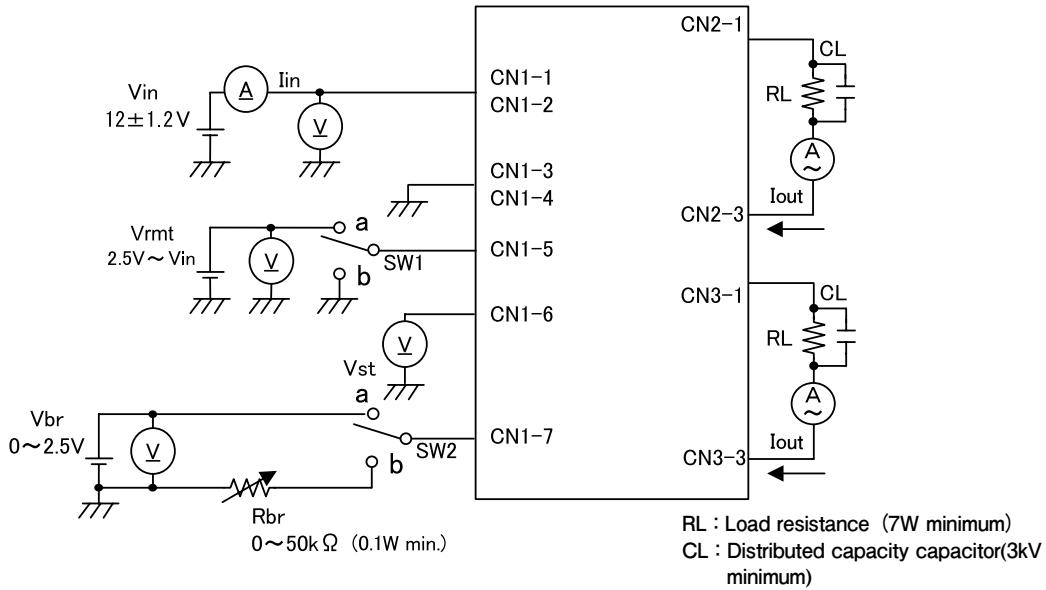 CN2-1
CL
RL
A
~
Iout
CN2-3
CN1-1
CN1-2
Vin
12±1.2V
A
Iin
V
CN1-3
CN1-4
Vrmt
2.5V～Vin
V
a
b
SW1
CN1-5
CN1-6
V
Vst
CN3-1
CL
RL
A
~
Iout
CN3-3
Vbr
0～2.5V
V
a
b
SW2
CN1-7
Rbr
0～50kΩ (0.1W min.)
RL：Load resistance (7W minimum)
CL：Distributed capacity capacitor(3kV
minimum)